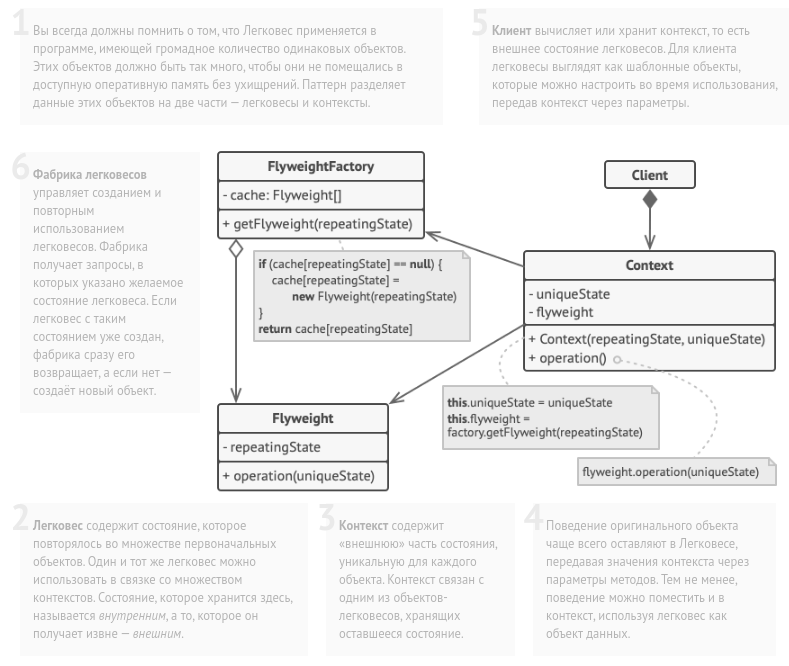 1
Вы всегда должны помнить о том, что Легковес применяется в
программе, имеющей громадное количество одинаковых объектов.
Этих объектов должно быть так много, чтобы они не помещались в
доступную оперативную память без ухищрений. Паттерн разделяет
данные этих объектов на две части — легковесы и контексты.
5
Клиент вычисляет или хранит контекст, то есть
внешнее состояние легковесов. Для клиента
легковесы выглядят как шаблонные объекты,
которые можно настроить во время использования,
передав контекст через параметры.
6
Фабрика легковесов
управляет созданием и
повторным
использованием
легковесов. Фабрика
получает запросы, в
которых указано желаемое
состояние легковеса. Если
легковес с таким
состоянием уже создан,
фабрика сразу его
возвращает, а если нет —
создаёт новый объект.
FlyweightFactory
- cache: Flyweight[]
+ getFlyweight(repeatingState)
if (cache[repeatingState] == null) {
cache[repeatingState] =
new Flyweight(repeatingState)
}
return cache[repeatingState]
Client
Context
- uniqueState
- flyweight
+ Context(repeatingState, uniqueState)
+ operation()
this.uniqueState = uniqueState
this.flyweight =
factory.getFlyweight(repeatingState)
flyweight.operation(uniqueState)
Flyweight
- repeatingState
+ operation(uniqueState)
2
Легковес содержит состояние, которое
повторялось во множестве первоначальных
объектов. Один и тот же легковес можно
использовать в связке со множеством
контекстов. Состояние, которое хранится здесь,
называется внутренним, а то, которое он
получает извне — внешним.
3
Контекст содержит
«внешнюю» часть состояния,
уникальную для каждого
объекта. Контекст связан с
одним из объектов-
легковесов, хранящих
оставшееся состояние.
4
Поведение оригинального объекта
чаще всего оставляют в Легковесе,
передавая значения контекста через
параметры методов. Тем не менее,
поведение можно поместить и в
контекст, используя легковес как
объект данных.